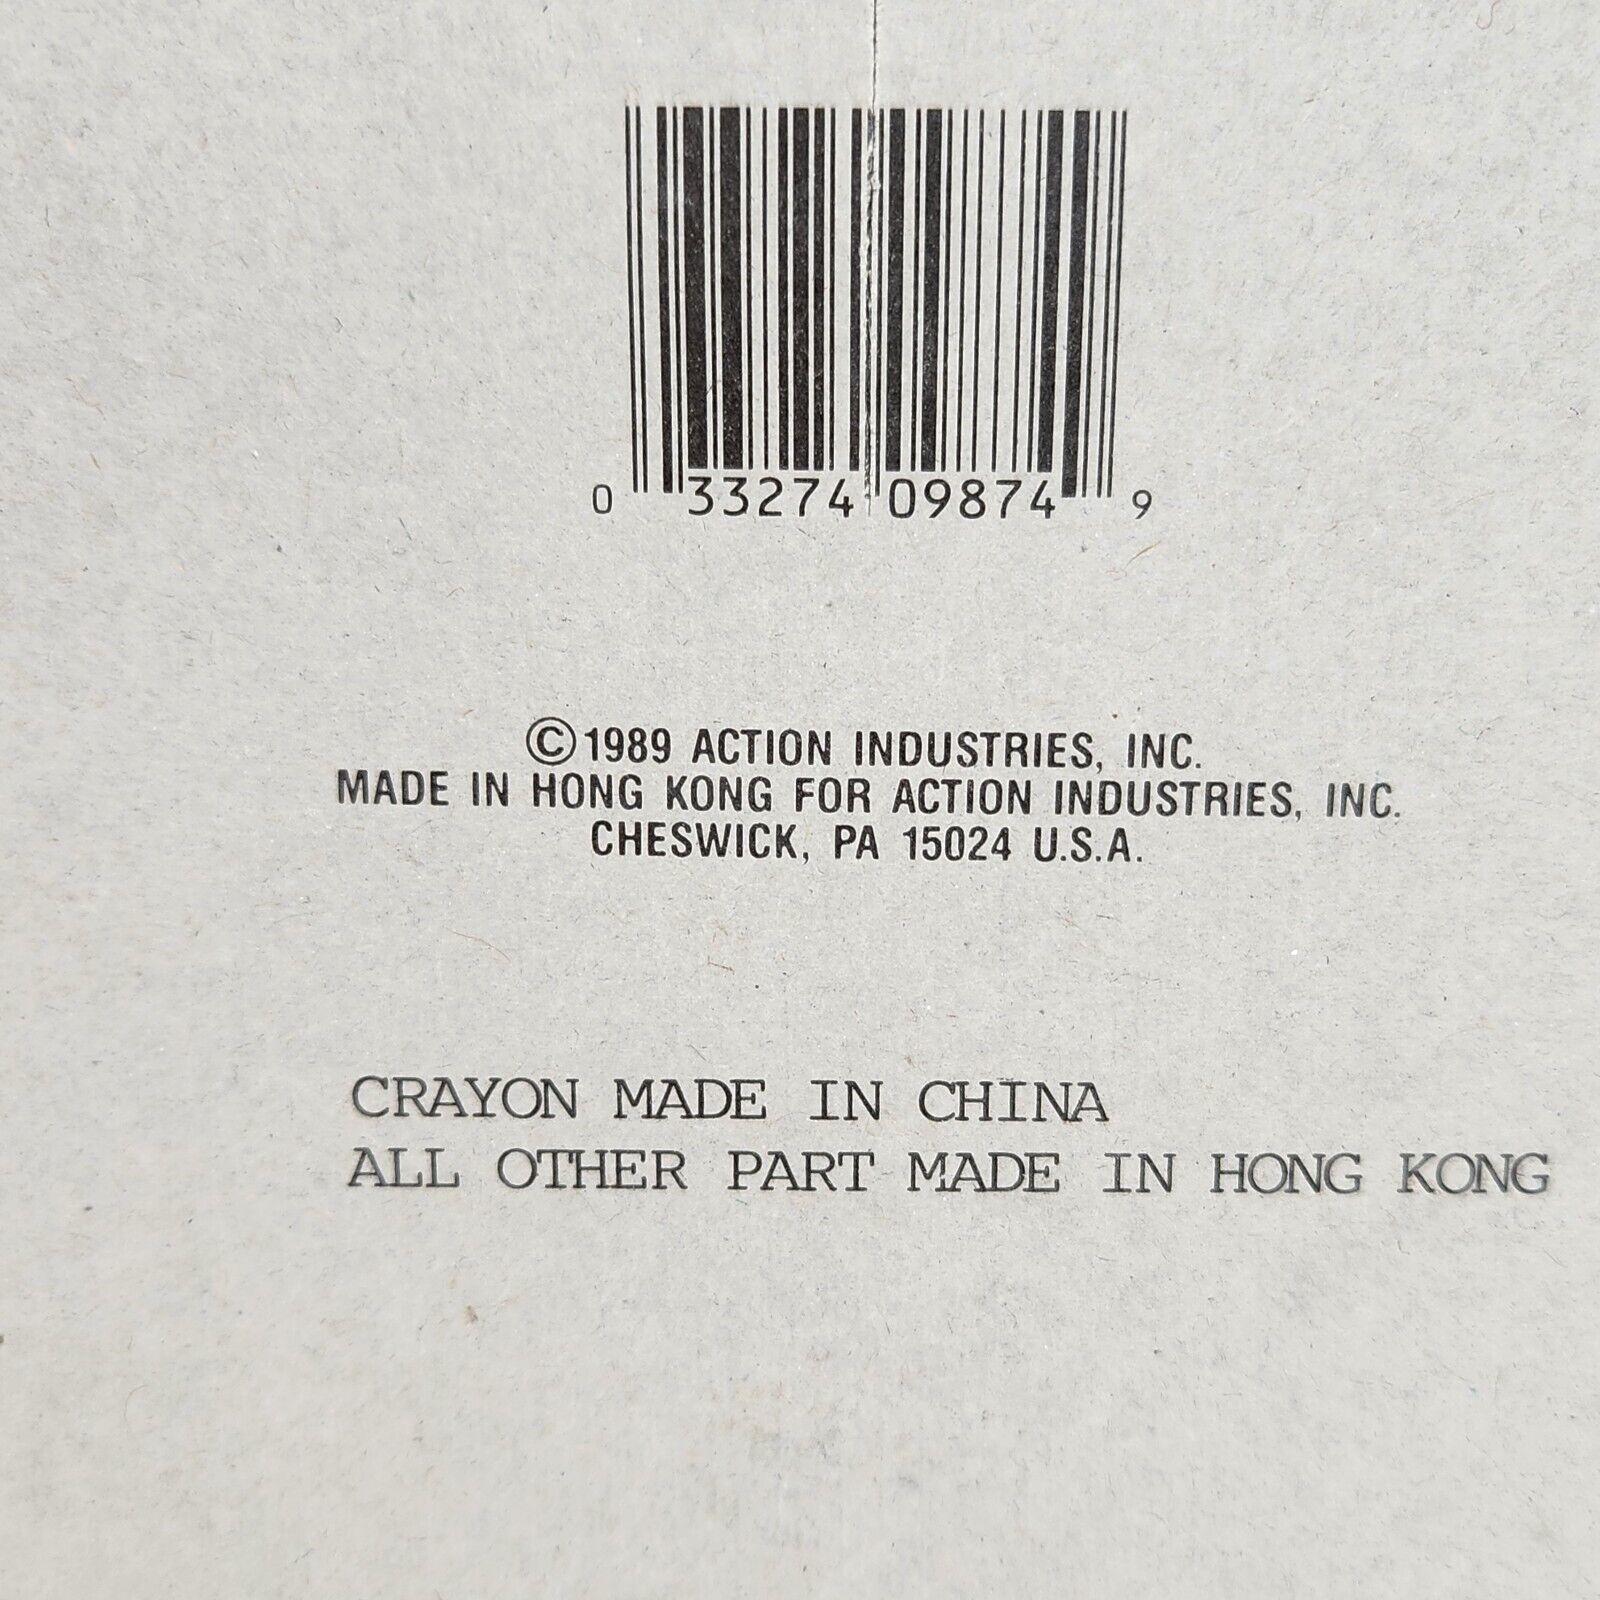 0 33274 09874 9
©1989 ACTION INDUSTRIES, INC.
MADE IN HONG KONG FOR ACTION INDUSTRIES, INC.
CHESWICK, PA 15024 U.S.A.
CRAYON MADE IN CHINA
ALL OTHER PART MADE IN HONG KONG